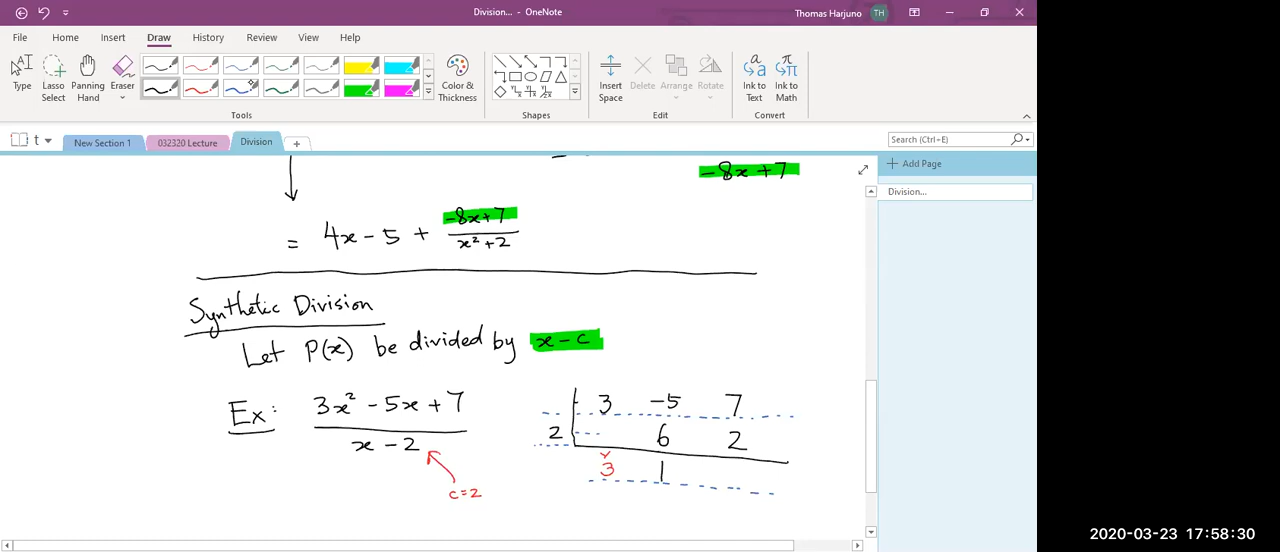 Division... - OneNote
Thomas Harjuno TH
File Home Insert Draw History Review View Help
Type Lasso Select Panning Hand Eraser Color & Thickness Insert Space Delete Arrange Rotate Ink to Text Ink to Math
Tools Shapes Edit Convert
t New Section 1 032320 Lecture Division + Search (Ctrl+E)
+ Add Page
Division...
-8x+7
= 4x - 5 + (-8x+7)/(x²+2)
Synthetic Division
Let P(x) be divided by x - c
Ex: (3x² - 5x + 7)/(x - 2)
c=2
3 -5 7
2 6 2
3 1
2020-03-23 17:58:30